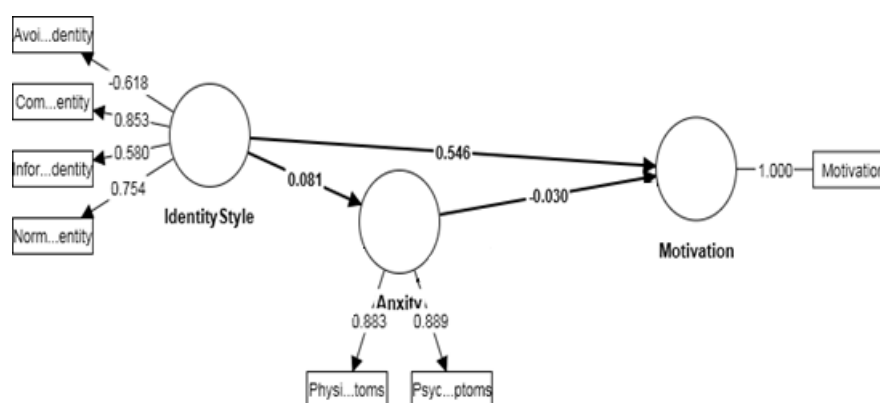 Avoi...dentity
-0.618
Com...entity
0.853
Infor...dentity
0.580
Norm...entity
0.754
Identity Style
0.546
0.081
-0.030
Motivation
1.000
Motivation
Anxity
0.883
0.889
Physi...toms
Psyc...ptoms